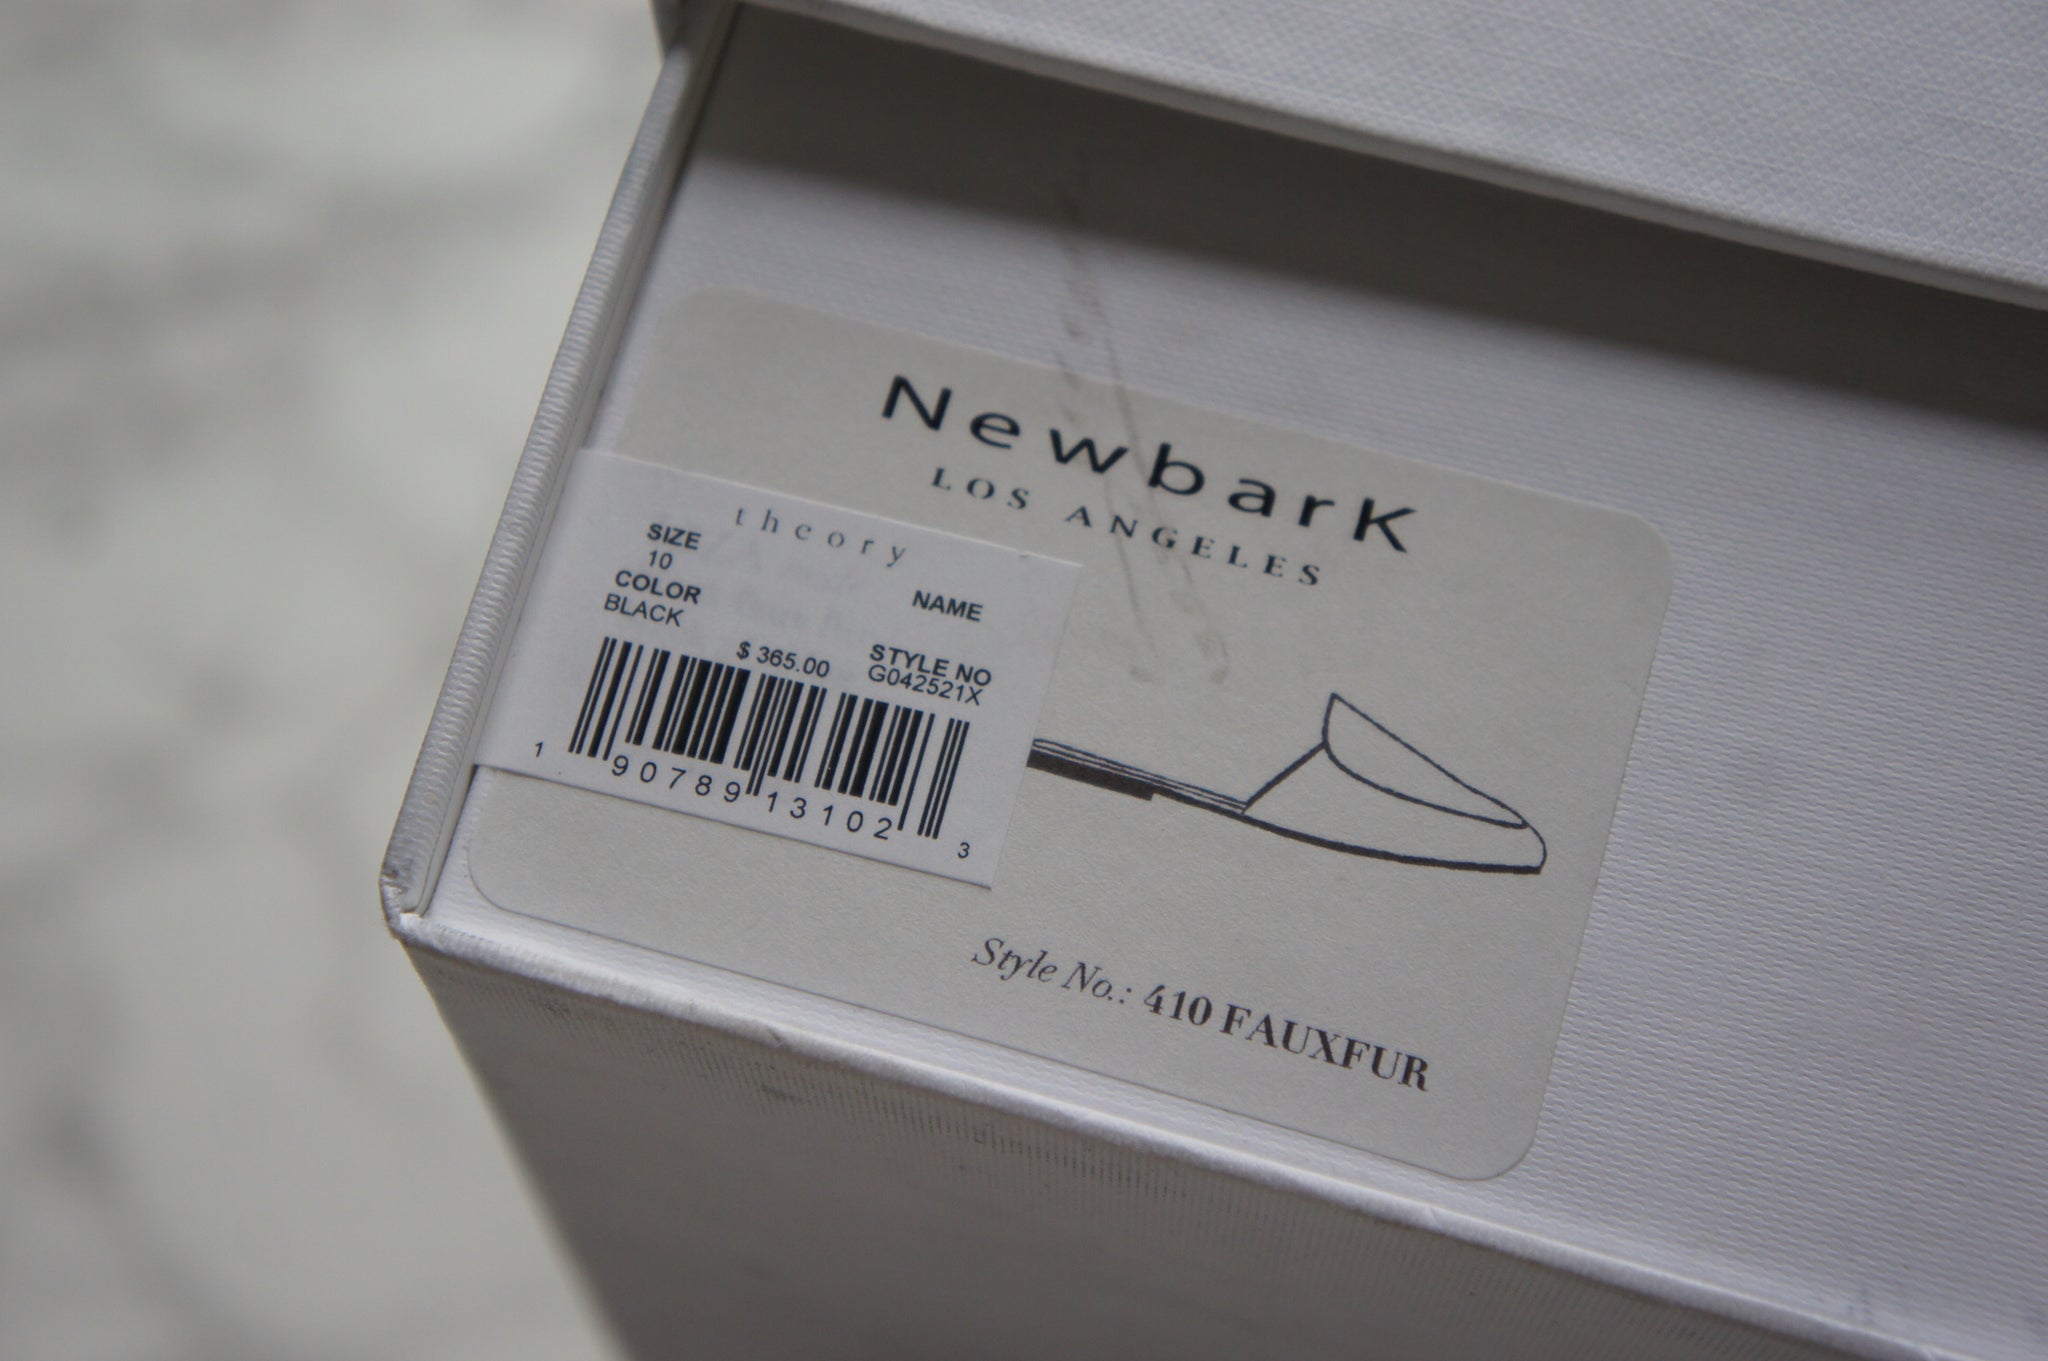 NewbarK
LOS ANGELES
theory
SIZE
10
COLOR
BLACK
NAME
$ 365.00
STYLE NO
G042521X
1 90789 13102 3
Style No.: 410 FAUXFUR